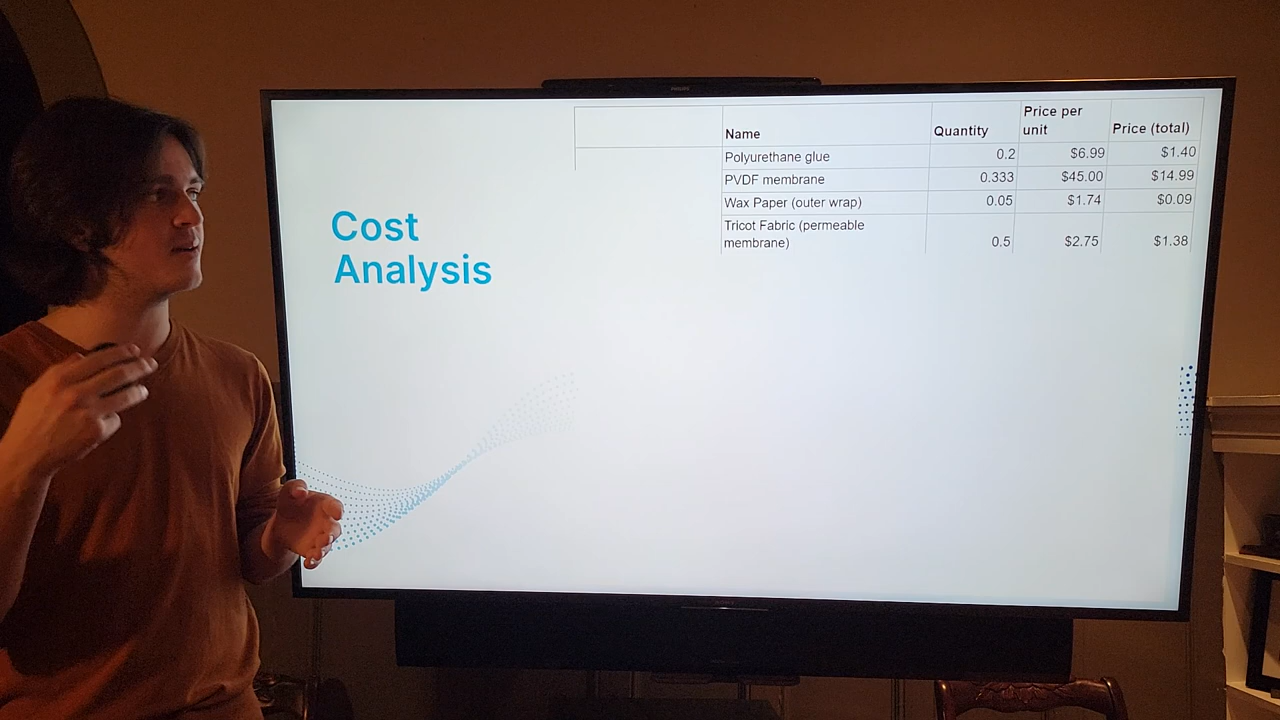 Cost
Analysis
Name Quantity Price per unit Price (total)
Polyurethane glue 0.2 $6.99 $1.40
PVDF membrane 0.333 $45.00 $14.99
Wax Paper (outer wrap) 0.05 $1.74 $0.09
Tricot Fabric (permeable
membrane) 0.5 $2.75 $1.38